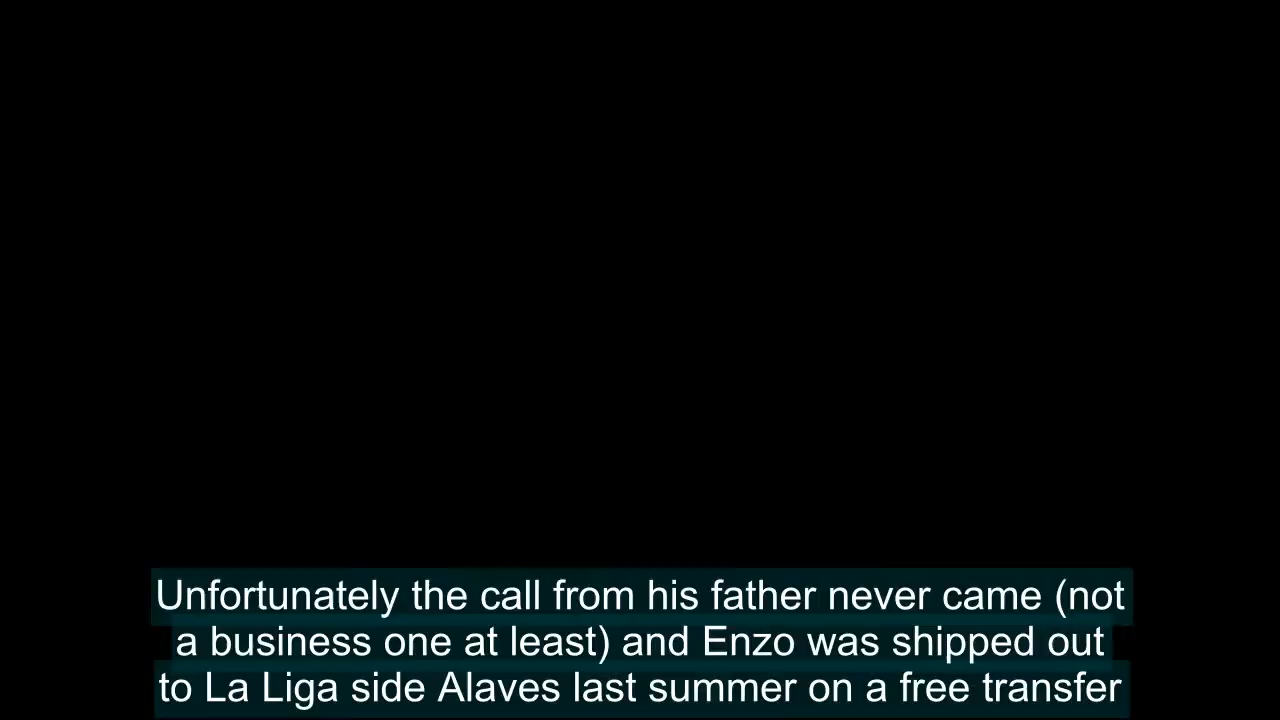 Unfortunately the call from his father never came (not
a business one at least) and Enzo was shipped out
to La Liga side Alaves last summer on a free transfer